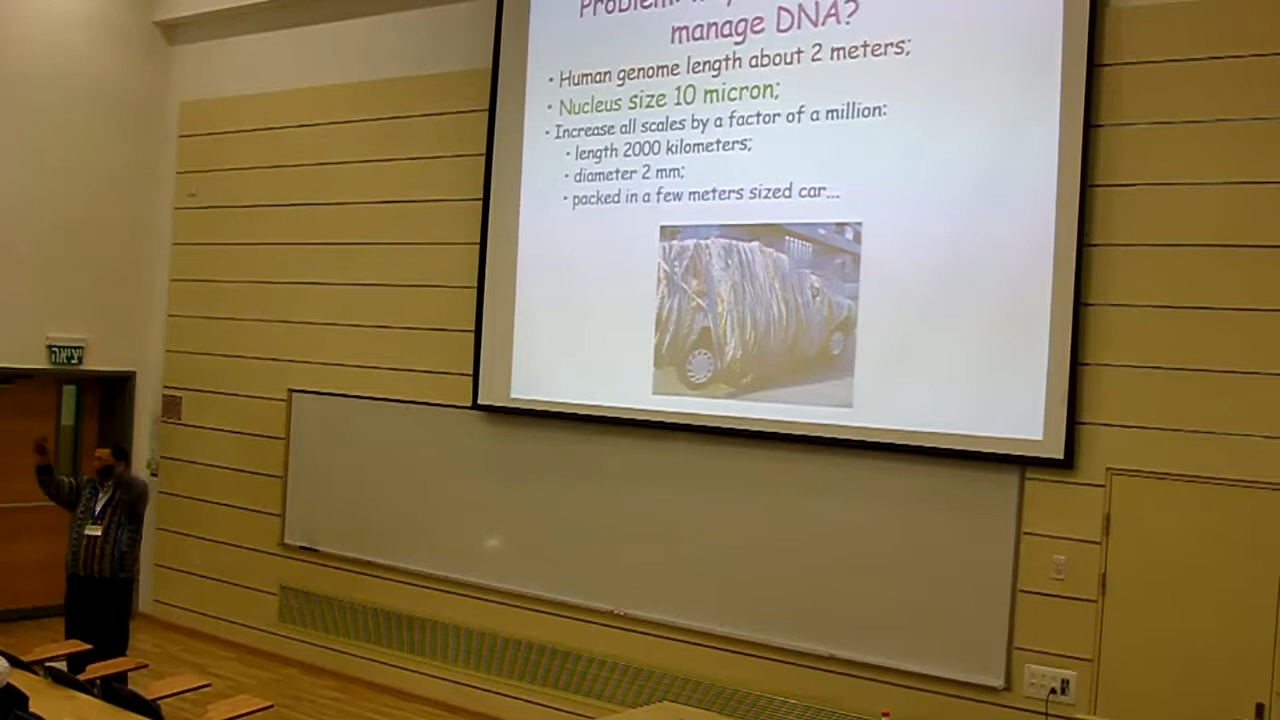 Problem:
manage DNA?
• Human genome length about 2 meters;
• Nucleus size 10 micron;
• Increase all scales by a factor of a million:
• length 2000 kilometers;
• diameter 2 mm;
• packed in a few meters sized car...
יציאה